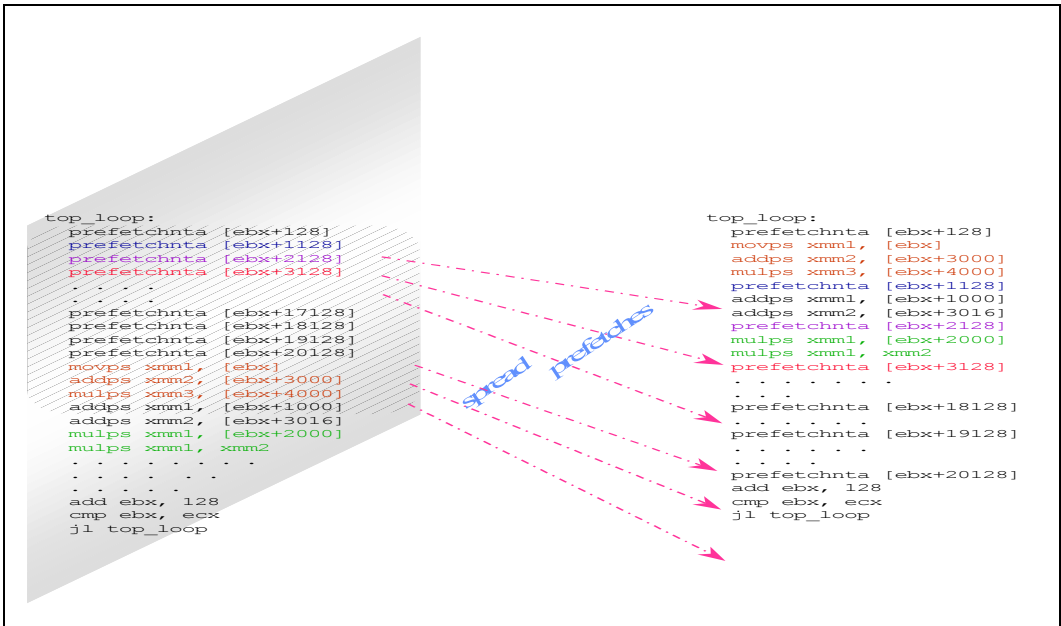 top_loop:
prefetchnta [ebx+128]
prefetchnta [ebx+1128]
prefetchnta [ebx+2128]
prefetchnta [ebx+3128]
. . . .
. . . .
prefetchnta [ebx+17128]
prefetchnta [ebx+18128]
prefetchnta [ebx+19128]
prefetchnta [ebx+20128]
movps xmm1, [ebx]
addps xmm2, [ebx+3000]
mulps xmm3, [ebx+4000]
addps xmm1, [ebx+1000]
addps xmm2, [ebx+3016]
mulps xmm1, [ebx+2000]
mulps xmm1, xmm2
. . . . . . . .
. . . . . .
. . . . .
add ebx, 128
cmp ebx, ecx
jl top_loop
spread prefetches
top_loop:
prefetchnta [ebx+128]
movps xmm1, [ebx]
addps xmm2, [ebx+3000]
mulps xmm3, [ebx+4000]
prefetchnta [ebx+1128]
addps xmm1, [ebx+1000]
addps xmm2, [ebx+3016]
prefetchnta [ebx+2128]
mulps xmm1, [ebx+2000]
mulps xmm1, xmm2
prefetchnta [ebx+3128]
. . . . . . .
. . .
prefetchnta [ebx+18128]
. . . . . .
prefetchnta [ebx+19128]
. . . . . .
. . . .
prefetchnta [ebx+20128]
add ebx, 128
cmp ebx, ecx
jl top_loop